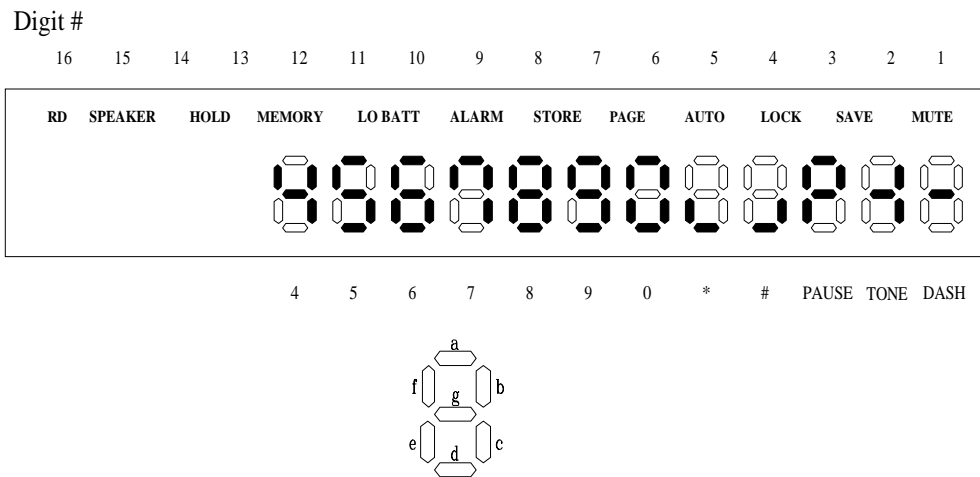 Digit #
16 15 14 13 12 11 10 9 8 7 6 5 4 3 2 1
RD SPEAKER HOLD MEMORY LO BATT ALARM STORE PAGE AUTO LOCK SAVE MUTE
4 5 6 7 8 9 0 * # PAUSE TONE DASH
a
f b
g
e c
d